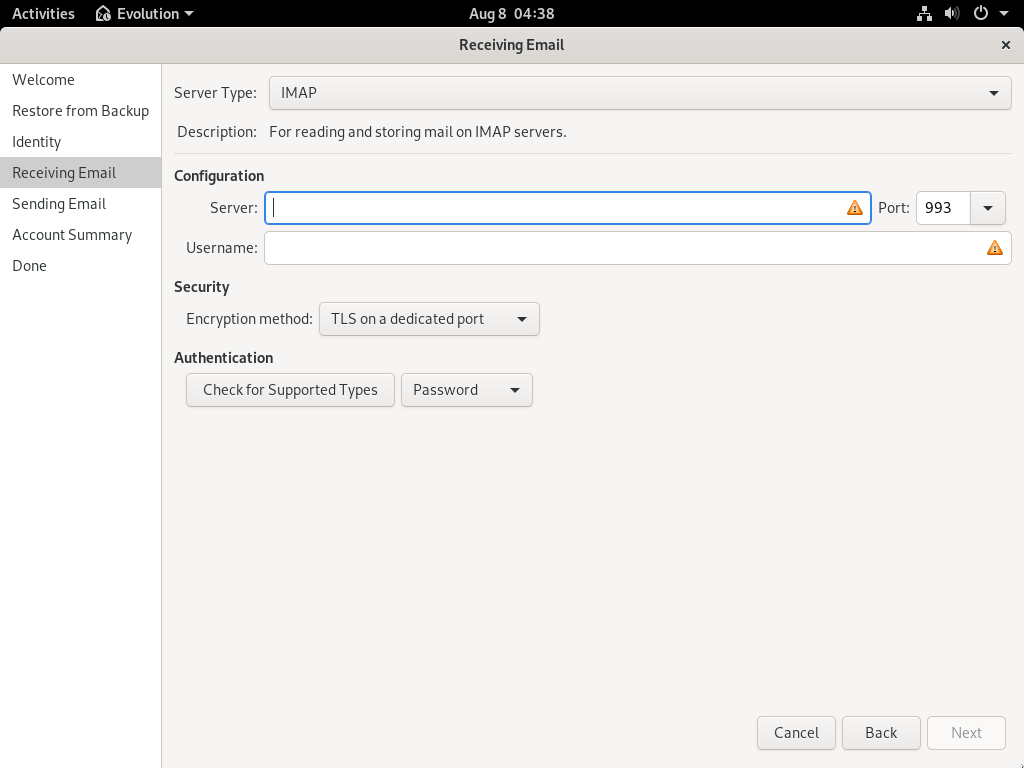 Activities Evolution Aug 8 04:38
Receiving Email
Welcome
Restore from Backup
Identity
Receiving Email
Sending Email
Account Summary
Done
Server Type: IMAP
Description: For reading and storing mail on IMAP servers.
Configuration
Server: Port: 993
Username:
Security
Encryption method: TLS on a dedicated port
Authentication
Check for Supported Types Password
Cancel Back Next